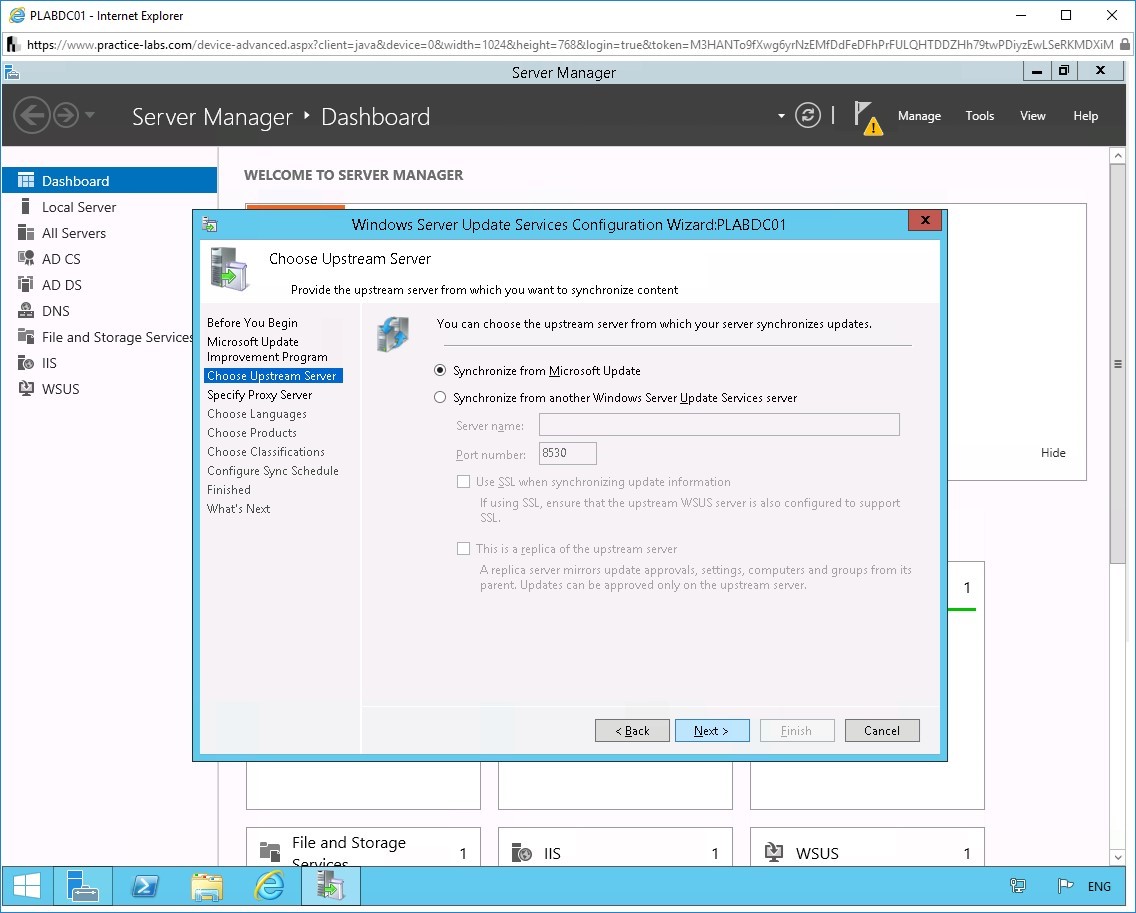 PLABDC01 - Internet Explorer
https://www.practice-labs.com/device-advanced.aspx?client=java&device=0&width=1024&height=768&login=true&token=M3HANTo9fXwg6yrNzEMfDdFeDFhPrFULQHTDDZHh79twPDiyzEwLSeRKMDXiM
Server Manager
Server Manager ‣ Dashboard
Manage Tools View Help
Dashboard
Local Server
All Servers
AD CS
AD DS
DNS
File and Storage Services
IIS
WSUS
WELCOME TO SERVER MANAGER
Hide
Windows Server Update Services Configuration Wizard:PLABDC01
x
Choose Upstream Server
Provide the upstream server from which you want to synchronize content
Before You Begin
Microsoft Update
Improvement Program
Choose Upstream Server
Specify Proxy Server
Choose Languages
Choose Products
Choose Classifications
Configure Sync Schedule
Finished
What's Next
You can choose the upstream server from which your server synchronizes updates.
Synchronize from Microsoft Update
Synchronize from another Windows Server Update Services server
Server name:
Port number: 8530
Use SSL when synchronizing update information
If using SSL, ensure that the upstream WSUS server is also configured to support
SSL.
This is a replica of the upstream server
A replica server mirrors update approvals, settings, computers and groups from its
parent. Updates can be approved only on the upstream server.
< Back Next > Finish Cancel
1
File and Storage
Services
1
IIS 1
WSUS 1
ENG